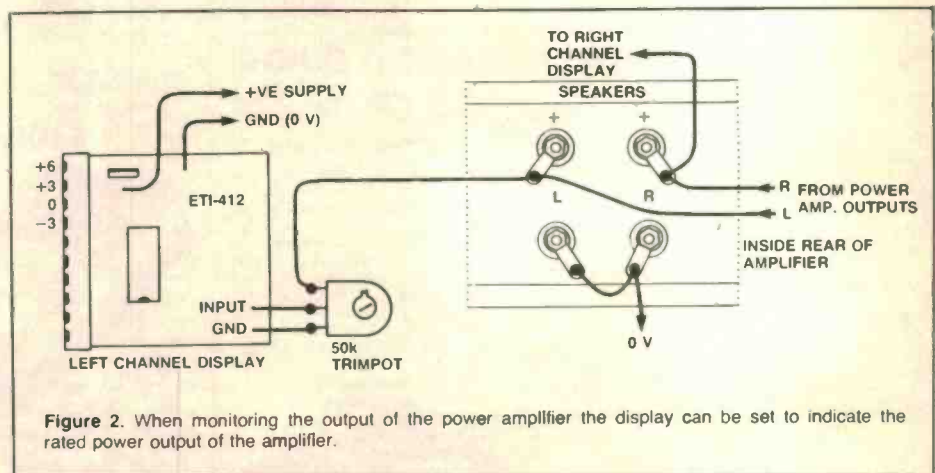 TO RIGHT
CHANNEL
DISPLAY
SPEAKERS
+VE SUPPLY
GND (0 V)
+ +
+6
+3
0
−3
ETI-412
L
R
R FROM POWER
L AMP. OUTPUTS
INSIDE REAR OF
AMPLIFIER
INPUT
GND
LEFT CHANNEL DISPLAY
50k
TRIMPOT
0 V
Figure 2. When monitoring the output of the power amplifier the display can be set to indicate the
rated power output of the amplifier.